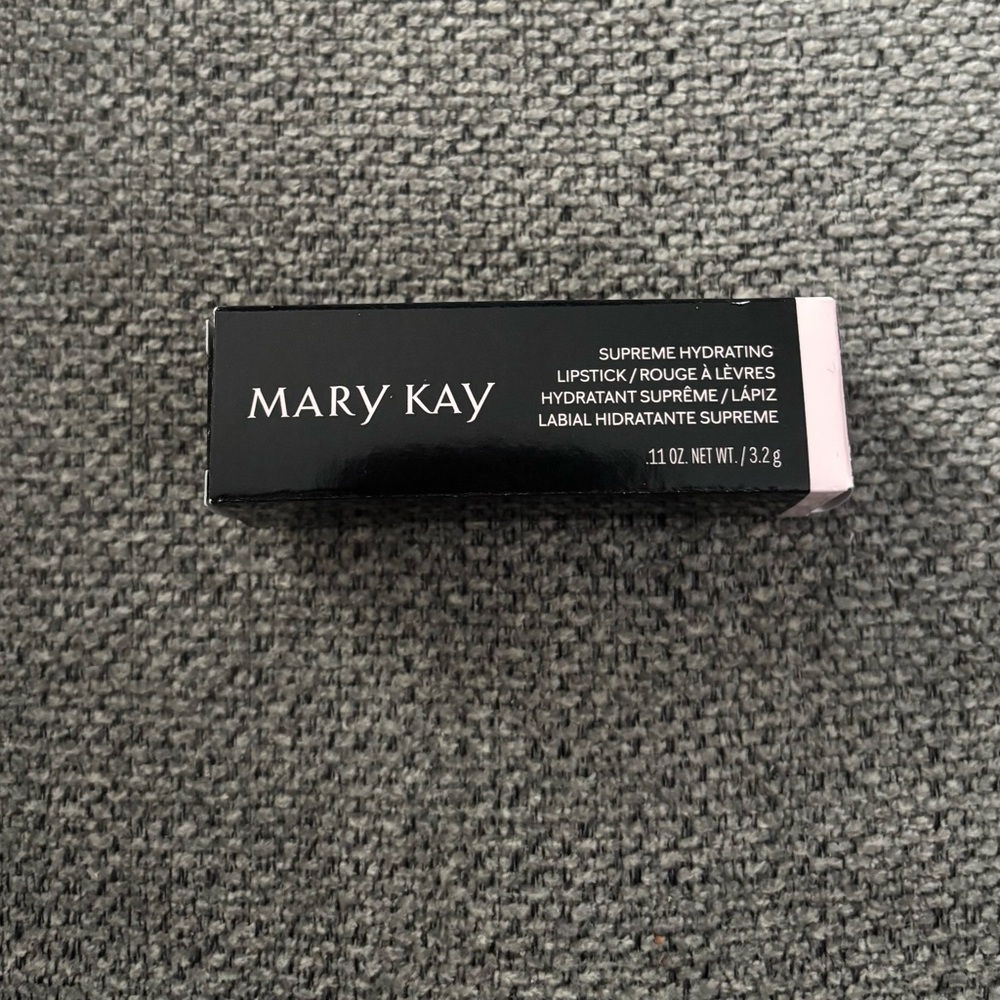 MARY KAY
SUPREME HYDRATING
LIPSTICK / ROUGE À LÈVRES
HYDRATANT SUPRÊME / LÁPIZ
LABIAL HIDRATANTE SUPREME
.11 OZ. NET WT. / 3.2 g